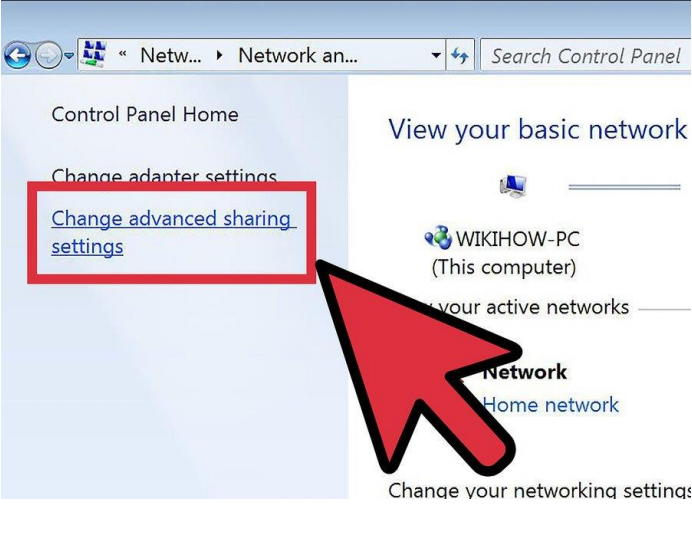 « Netw... Network an... Search Control Panel
Control Panel Home
View your basic network
Change adapter settings
Change advanced sharing
settings
WIKIHOW-PC
(This computer)
your active networks
Network
Home network
Change your networking settings